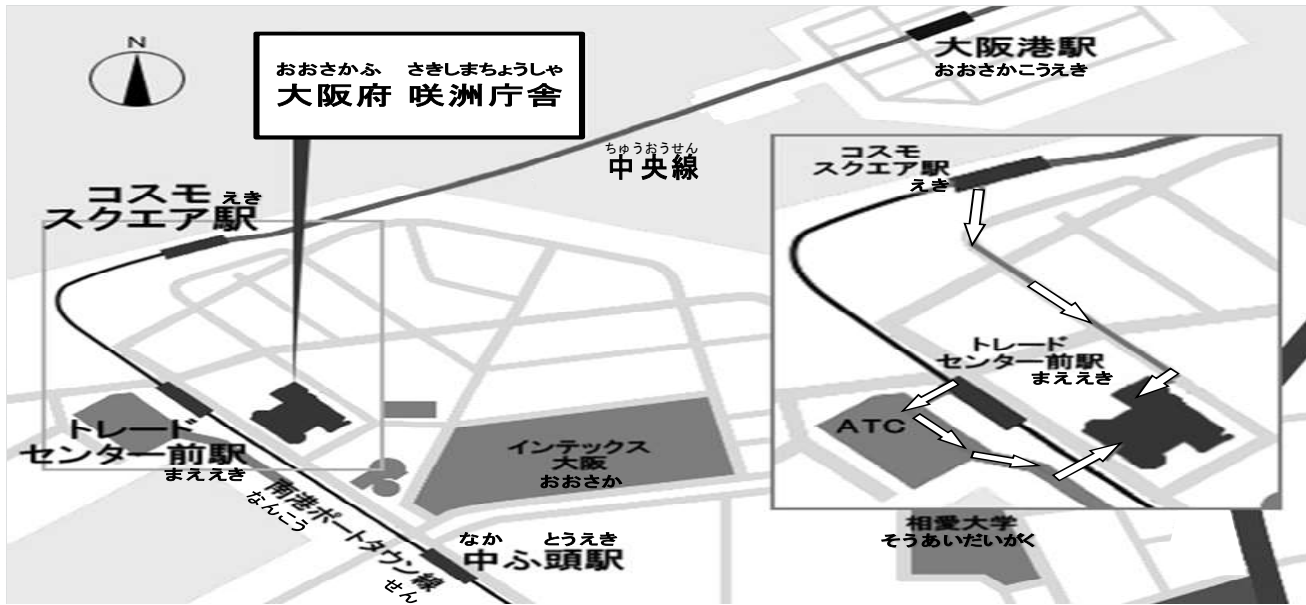 N
おおさかふ さきしまちょうしゃ
大阪府 咲洲庁舎
大阪港駅
おおさかこうえき
ちゅうおうせん
中央線
コスモ
スクエア駅
えき
トレード
センター前駅
まええき
インテックス
大阪
おおさか
南港ポートタウン線
なんこう
せん
なか とうえき
中ふ頭駅
コスモ
スクエア駅
えき
トレード
センター前駅
まええき
ATC
相愛大学
そうあいだいがく